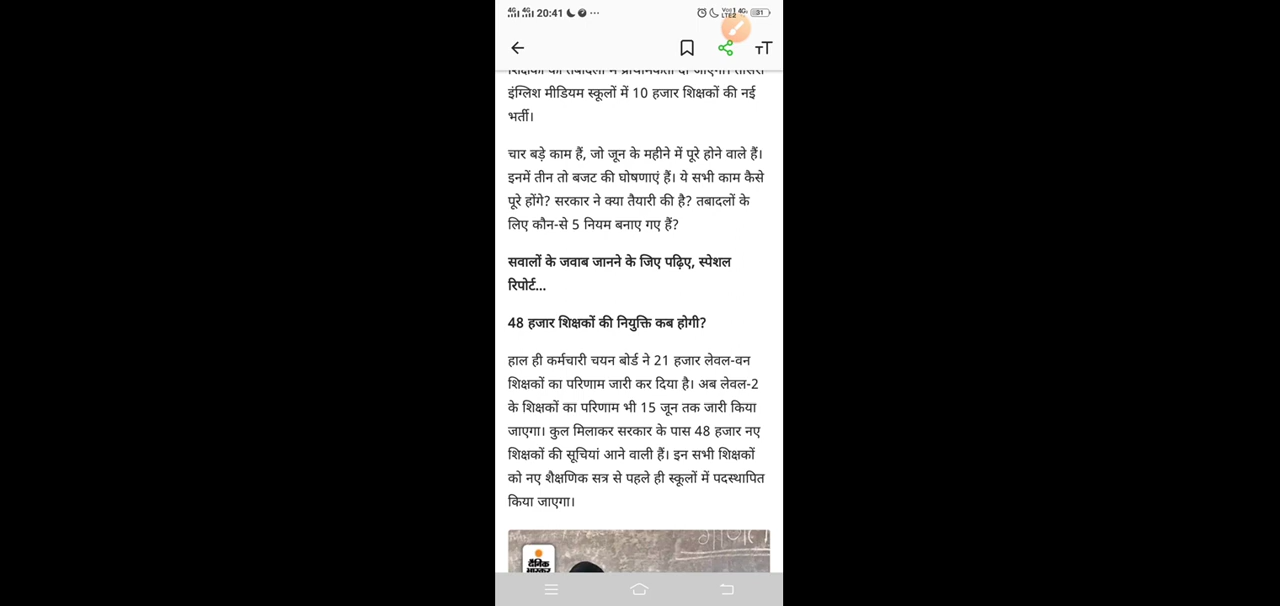 20:41
31
इंग्लिश मीडियम स्कूलों में 10 हजार शिक्षकों की नई
भर्ती।
चार बड़े काम हैं, जो जून के महीने में पूरे होने वाले हैं।
इनमें तीन तो बजट की घोषणाएं हैं। ये सभी काम कैसे
पूरे होंगे? सरकार ने क्या तैयारी की है? तबादलों के
लिए कौन-से 5 नियम बनाए गए हैं?
सवालों के जवाब जानने के जिए पढ़िए, स्पेशल
रिपोर्ट...
48 हजार शिक्षकों की नियुक्ति कब होगी?
हाल ही कर्मचारी चयन बोर्ड ने 21 हजार लेवल-वन
शिक्षकों का परिणाम जारी कर दिया है। अब लेवल-2
के शिक्षकों का परिणाम भी 15 जून तक जारी किया
जाएगा। कुल मिलाकर सरकार के पास 48 हजार नए
शिक्षकों की सूचियां आने वाली हैं। इन सभी शिक्षकों
को नए शैक्षणिक सत्र से पहले ही स्कूलों में पदस्थापित
किया जाएगा।
दैनिक
भास्कर